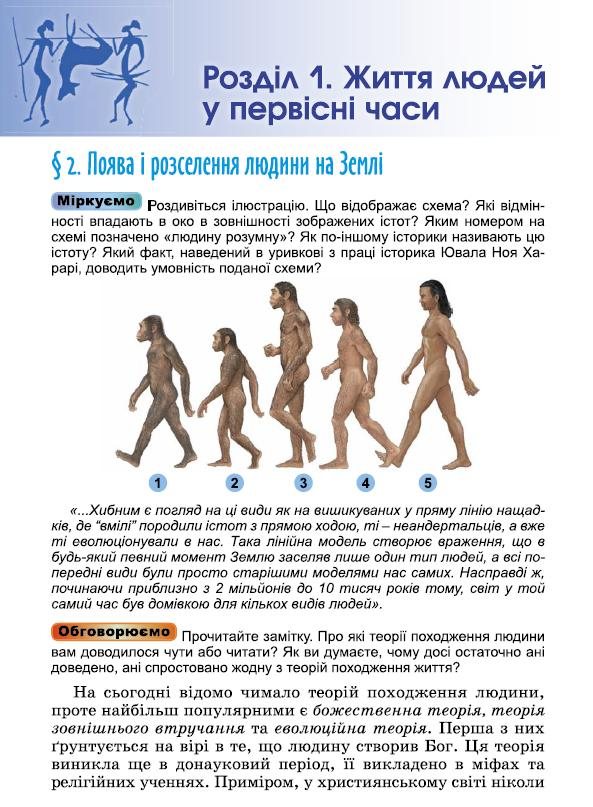 Розділ 1. Життя людей
у первісні часи
§ 2. Поява і розселення людини на Землі
Міркуємо Роздивіться ілюстрацію. Що відображає схема? Які відмін-
ності впадають в око в зовнішності зображених істот? Яким номером на
схемі позначено «людину розумну»? Як по-іншому історики називають цю
істоту? Який факт, наведений в уривкові з праці історика Ювала Ноя Ха-
рарі, доводить умовність поданої схеми?
1 2 3 4 5
«...Хибним є погляд на ці види як на вишикуваних у пряму лінію нащад-
ків, де “вмілі” породили істот з прямою ходою, ті – неандертальців, а вже
ті еволюціонували в нас. Така лінійна модель створює враження, що в
будь-який певний момент Землю заселяв лише один тип людей, а всі по-
передні види були просто старішими моделями нас самих. Насправді ж,
починаючи приблизно з 2 мільйонів до 10 тисяч років тому, світ у той
самий час був домівкою для кількох видів людей».
Обговорюємо Прочитайте замітку. Про які теорії походження людини
вам доводилося чути або читати? Як ви думаєте, чому досі остаточно ані
доведено, ані спростовано жодну з теорій походження життя?
На сьогодні відомо чимало теорій походження людини,
проте найбільш популярними є божественна теорія, теорія
зовнішнього втручання та еволюційна теорія. Перша з них
ґрунтується на вірі в те, що людину створив Бог. Ця теорія
виникла ще в донауковий період, її викладено в міфах та
релігійних ученнях. Приміром, у християнському світі ніколи